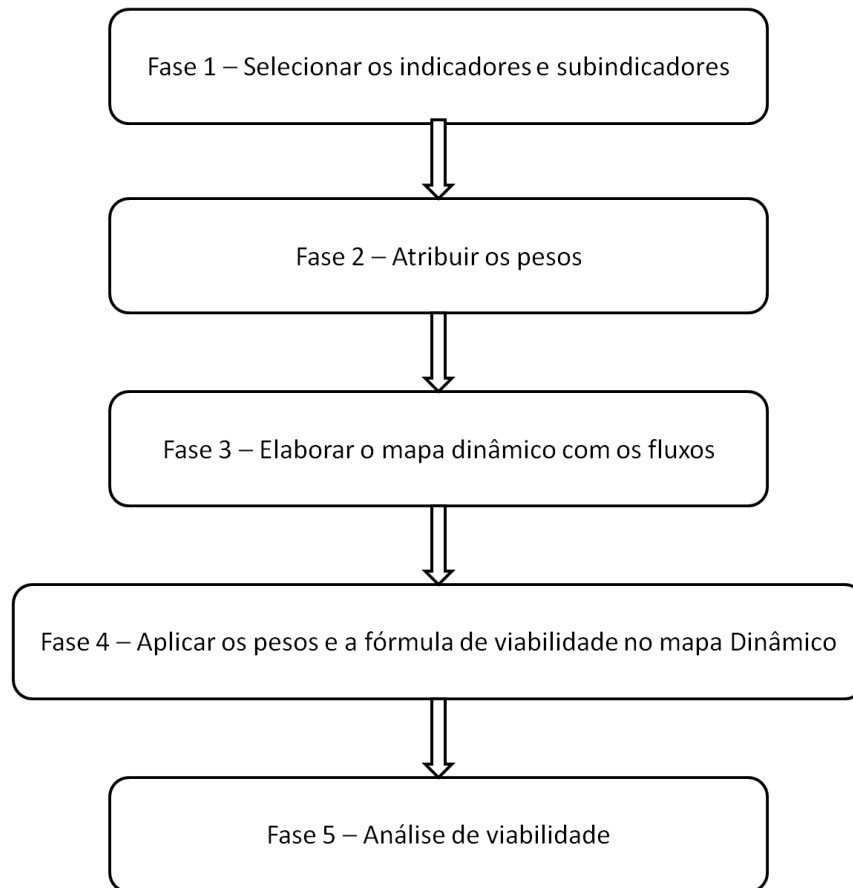 Fase 1 – Selecionar os indicadores e subindicadores
Fase 2 – Atribuir os pesos
Fase 3 – Elaborar o mapa dinâmico com os fluxos
Fase 4 – Aplicar os pesos e a fórmula de viabilidade no mapa Dinâmico
Fase 5 – Análise de viabilidade